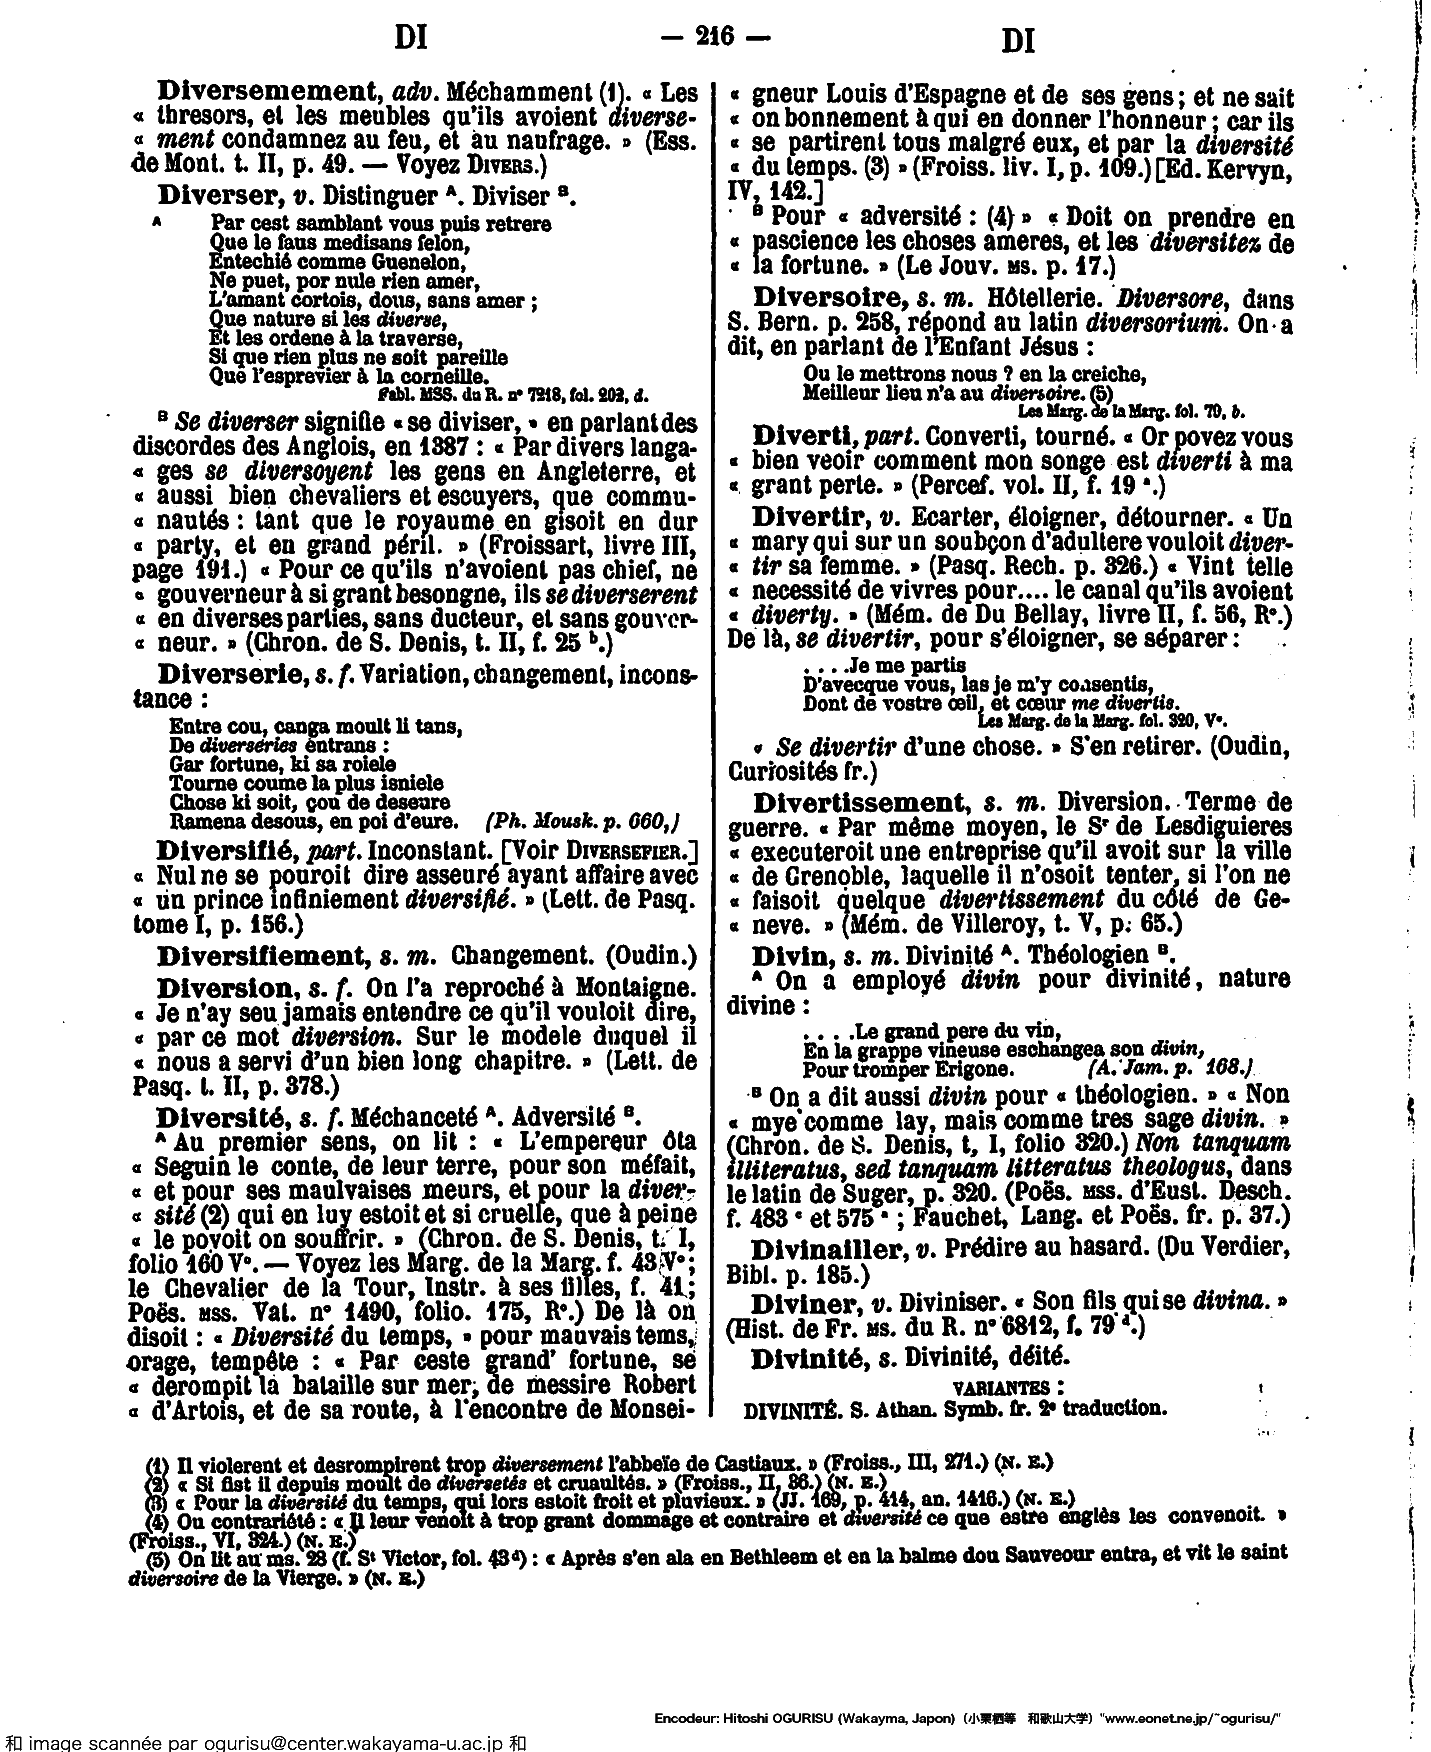 DI
— 216 —
DI
Diversemement, adv. Méchamment (1). « Les
« thresors, et les meubles qu'ils avoient diverse-
« ment condamnez au feu, et au naufrage. » (Ess.
de Mont. t. II, p. 49. — Voyez DIVERS.)
Diverser, v. Distinguer A. Diviser B.
A Par cest samblant vous puis retrere
Que le faus medisans felon,
Entechié comme Guenelon,
Ne puet, por nule rien amer,
L'amant cortois, dous, sans amer ;
Que nature si les diverse,
Et les ordene à la traverse,
Si que rien plus ne soit pareille
Que l'esprevier à la corneille.
Fabl. MSS. du R. n° 7218, fol. 202, d.
B Se diverser signifie « se diviser, » en parlant des
discordes des Anglois, en 1387 : « Par divers langa-
« ges se diversoyent les gens en Angleterre, et
« aussi bien chevaliers et escuyers, que commu-
« nautés : tant que le royaume en gisoit en dur
« party, et en grand péril. » (Froissart, livre III,
page 191.) « Pour ce qu'ils n'avoient pas chief, ne
« gouverneur à si grant besongne, ils se diverserent
« en diverses parties, sans ducteur, et sans gouver-
« neur. » (Chron. de S. Denis, t. II, f. 25 b.)
Diverserie, s. f. Variation, changement, incons-
tance :
Entre cou, canga moult li tans,
De diverséries entrans :
Gar fortune, ki sa roiele
Tourne coume la plus isniele
Chose ki soit, çou de deseure
Ramena desous, en poi d'eure. (Ph. Mousk. p. 660,)
Diversifié, part. Inconstant. [Voir DIVERSEFIER.]
« Nul ne se pouroit dire asseuré ayant affaire avec
« un prince infiniement diversifié. » (Lett. de Pasq.
tome I, p. 156.)
Diversifiement, s. m. Changement. (Oudin.)
Diversion, s. f. On l'a reproché à Montaigne.
« Je n'ay seu jamais entendre ce qu'il vouloit dire,
« par ce mot diversion. Sur le modele duquel il
« nous a servi d'un bien long chapitre. » (Lett. de
Pasq. t. II, p. 378.)
Diversité, s. f. Méchanceté A. Adversité B.
A Au premier sens, on lit : « L'empereur ôta
« Seguin le conte, de leur terre, pour son méfait,
« et pour ses maulvaises meurs, et pour la diver-
« sité (2) qui en luy estoit et si cruelle, que à peine
« le povoit on souffrir. » (Chron. de S. Denis, t. I,
folio 160 V°. — Voyez les Marg. de la Marg. f. 43 V° ;
le Chevalier de la Tour, Instr. à ses filles, f. 41 ;
Poës. MSS. Vat. n° 1490, folio. 175, R°.) De là on
disoit : « Diversité du temps, » pour mauvais tems,
orage, tempête : « Par ceste grand' fortune, se
« derompit la bataille sur mer, de messire Robert
« d'Artois, et de sa route, à l'encontre de Monsei-
« gneur Louis d'Espagne et de ses gens ; et ne sait
« on bonnement à qui en donner l'honneur ; car ils
« se partirent tous malgré eux, et par la diversité
« du temps. (3) » (Froiss. liv. I, p. 109.) [Ed. Kervyn,
IV, 142.]
B Pour « adversité : (4) » « Doit on prendre en
« pascience les choses ameres, et les diversitez de
« la fortune. » (Le Jouv. MS. p. 17.)
Diversoire, s. m. Hôtellerie. Diversore, dans
S. Bern. p. 258, répond au latin diversorium. On a
dit, en parlant de l'Enfant Jésus :
Ou le mettrons nous ? en la creiche,
Meilleur lieu n'a au diversoire. (5)
Les Marg. de la Marg. fol. 79, b.
Diverti, part. Converti, tourné. « Or povez vous
« bien veoir comment mon songe est diverti à ma
« grant perte. » (Percef. vol. II, f. 19 a.)
Divertir, v. Ecarter, éloigner, détourner. « Un
« mary qui sur un soubçon d'adultere vouloit diver-
« tir sa femme. » (Pasq. Rech. p. 326.) « Vint telle
« necessité de vivres pour.... le canal qu'ils avoient
« diverty. » (Mém. de Du Bellay, livre II, f. 56, R°.)
De là, se divertir, pour s'éloigner, se séparer :
. . . .Je me partis
D'avecque vous, las je m'y consentis,
Dont de vostre œil, et cœur me divertis.
Les Marg. de la Marg. fol. 320, V°.
« Se divertir d'une chose. » S'en retirer. (Oudin,
Curiosités fr.)
Divertissement, s. m. Diversion. Terme de
guerre. « Par même moyen, le Sr de Lesdiguieres
« executeroit une entreprise qu'il avoit sur la ville
« de Grenoble, laquelle il n'osoit tenter, si l'on ne
« faisoit quelque divertissement du côté de Ge-
« neve. » (Mém. de Villeroy, t. V, p. 65.)
Divin, s. m. Divinité A. Théologien B.
A On a employé divin pour divinité, nature
divine :
. . . .Le grand pere du vin,
En la grappe vineuse eschangea son divin,
Pour tromper Erigone. (A. Jam. p. 168.)
B On a dit aussi divin pour « théologien. » « Non
« mye comme lay, mais comme tres sage divin. »
(Chron. de S. Denis, t, I, folio 320.) Non tanquam
illiteratus, sed tanquam litteratus theologus, dans
le latin de Suger, p. 320. (Poës. MSS. d'Eust. Desch.
f. 483 c et 575 a ; Fauchet, Lang. et Poës. fr. p. 37.)
Divinailler, v. Prédire au hasard. (Du Verdier,
Bibl. p. 185.)
Diviner, v. Diviniser. « Son fils qui se divina. »
(Hist. de Fr. MS. du R. n° 6812, f. 79 d.)
Divinité, s. Divinité, déité.
VARIANTES :
DIVINITÉ. S. Athan. Symb. fr. 2e traduction.
(1) Il violerent et desrompirent trop diversement l'abbeïe de Castiaux. » (Froiss., III, 271.) (N. E.)
(2) « Si fist il depuis moult de diversetés et cruaultés. » (Froiss., II, 86.) (N. E.)
(3) « Pour la diversité du temps, qui lors estoit froit et pluvieux. » (JJ. 169, p. 414, an. 1416.) (N. E.)
(4) Ou contrariété : « Il leur venoit à trop grant dommage et contraire et diversité ce que estre englès les convenoit. »
(Froiss., VI, 324.) (N. E.)
(5) On lit au ms. 28 (f. St Victor, fol. 43d) : « Après s'en ala en Bethleem et en la balme dou Sauveour entra, et vit le saint
diversoire de la Vierge. » (N. E.)
Encodeur: Hitoshi OGURISU (Wakayma, Japon) (小栗栖等 和歌山大学) "www.eonet.ne.jp/~ogurisu/"
和 image scannée par ogurisu@center.wakayama-u.ac.jp 和